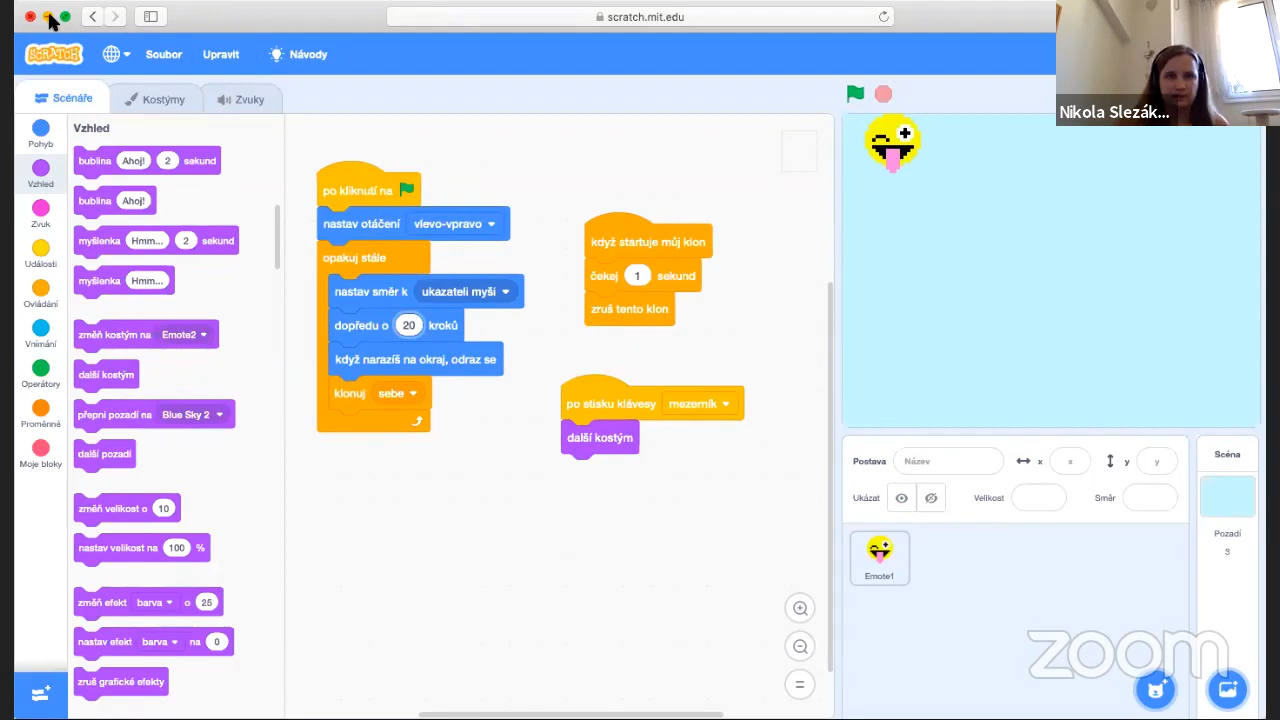 scratch.mit.edu
SCRATCH
Soubor
Upravit
Návody
Nikola Slezák...
Scénáře
Kostýmy
Zvuky
Pohyb
Vzhled
Zvuk
Události
Ovládání
Vnímání
Operátory
Proměnné
Moje bloky
Vzhled
bublina Ahoj! 2 sekund
bublina Ahoj!
myšlenka Hmm... 2 sekund
myšlenka Hmm...
změň kostým na Emote2
další kostým
přepni pozadí na Blue Sky 2
další pozadí
změň velikost o 10
nastav velikost na 100 %
změň efekt barva o 25
nastav efekt barva na 0
zruš grafické efekty
po kliknutí na
nastav otáčení vlevo-vpravo
opakuj stále
nastav směr k ukazateli myši
dopředu o 20 kroků
když narazíš na okraj, odraz se
klonuj sebe
když startuje můj klon
čekej 1 sekund
zruš tento klon
po stisku klávesy mezerník
další kostým
Postava Název x x y y
Ukázat Velikost Směr
Emote1
Scéna
Pozadí
3
zoom